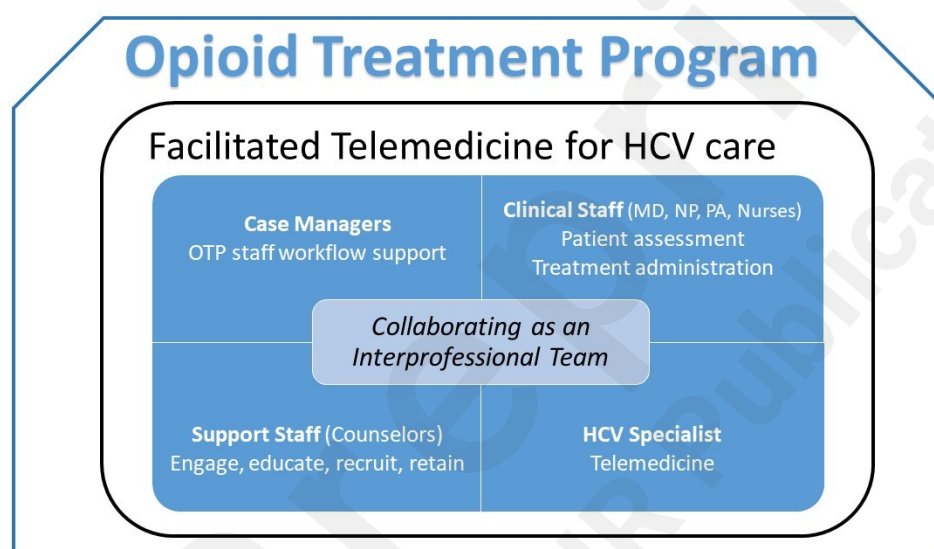 Opioid Treatment Program
Facilitated Telemedicine for HCV care
Case Managers
OTP staff workflow support
Clinical Staff (MD, NP, PA, Nurses)
Patient assessment
Treatment administration
Collaborating as an
Interprofessional Team
Support Staff (Counselors)
Engage, educate, recruit, retain
HCV Specialist
Telemedicine